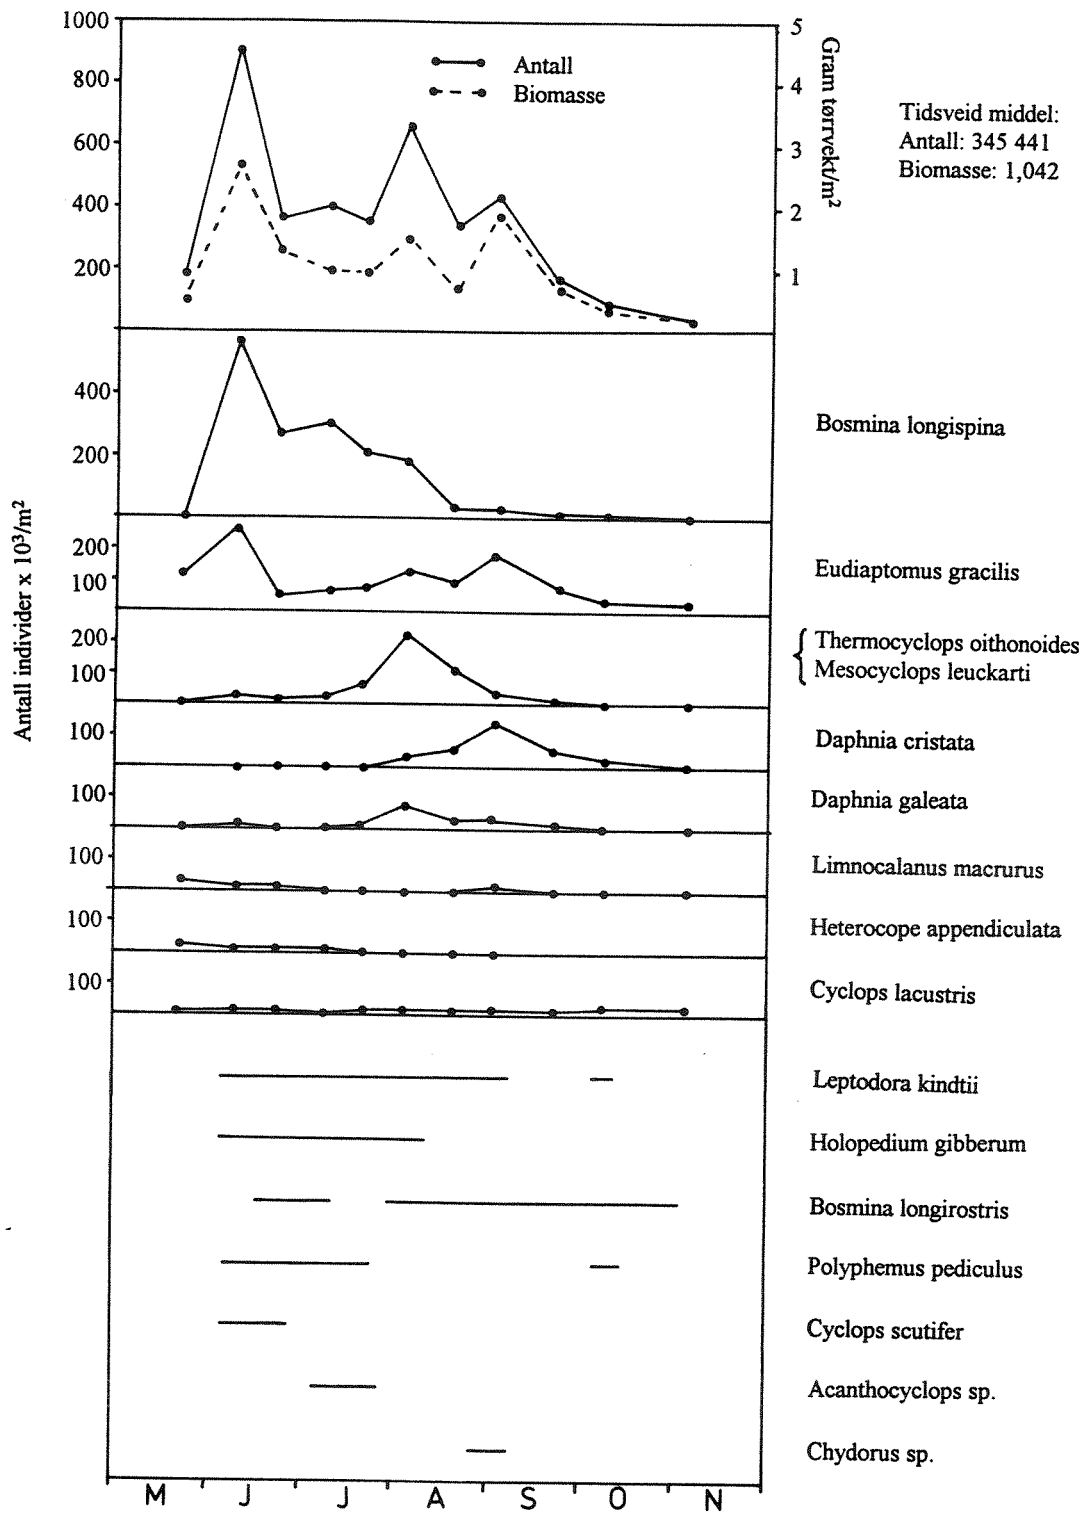 1000
800
600
400
200
Antall
Biomasse
5
4
3
2
1
Gram tørrvekt/m²
Tidsveid middel:
Antall: 345 441
Biomasse: 1,042
Antall individer x 10³/m²
400
200
Bosmina longispina
200
100
Eudiaptomus gracilis
200
100
Thermocyclops oithonoides
Mesocyclops leuckarti
100
Daphnia cristata
100
Daphnia galeata
100
Limnocalanus macrurus
100
Heterocope appendiculata
100
Cyclops lacustris
Leptodora kindtii
Holopedium gibberum
Bosmina longirostris
Polyphemus pediculus
Cyclops scutifer
Acanthocyclops sp.
Chydorus sp.
M J J A S O N